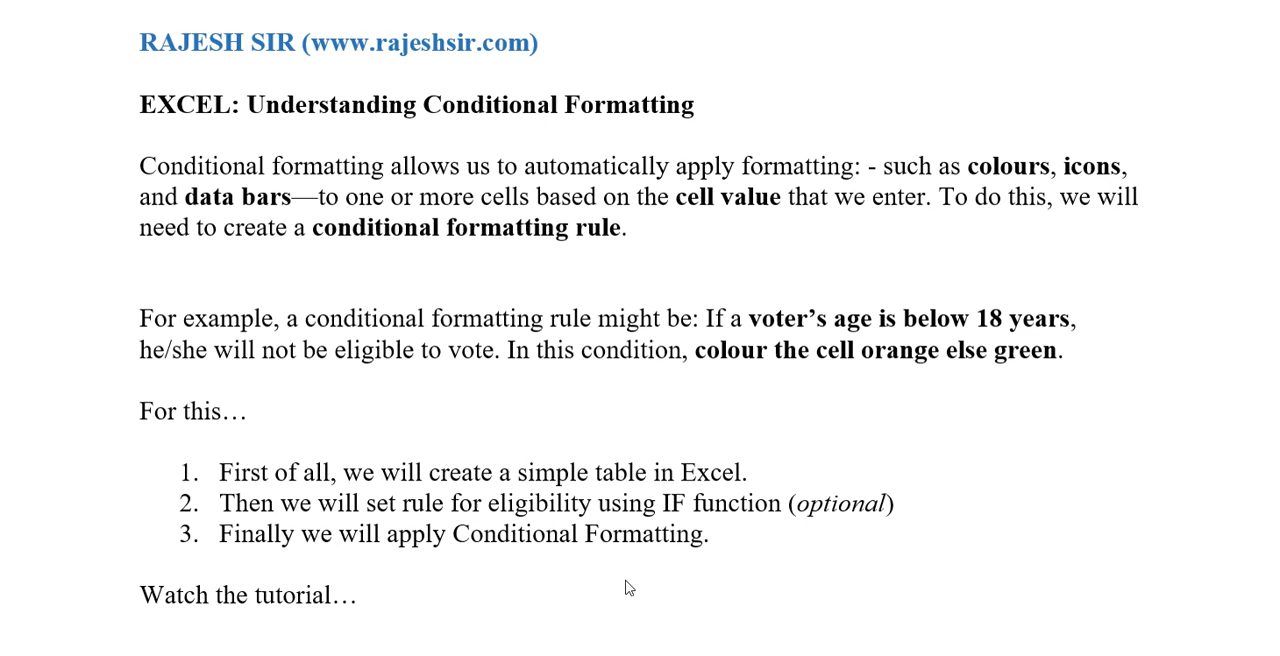 RAJESH SIR (www.rajeshsir.com)
EXCEL: Understanding Conditional Formatting
Conditional formatting allows us to automatically apply formatting: - such as colours, icons,
and data bars—to one or more cells based on the cell value that we enter. To do this, we will
need to create a conditional formatting rule.
For example, a conditional formatting rule might be: If a voter’s age is below 18 years,
he/she will not be eligible to vote. In this condition, colour the cell orange else green.
For this…
1. First of all, we will create a simple table in Excel.
2. Then we will set rule for eligibility using IF function (optional)
3. Finally we will apply Conditional Formatting.
Watch the tutorial…